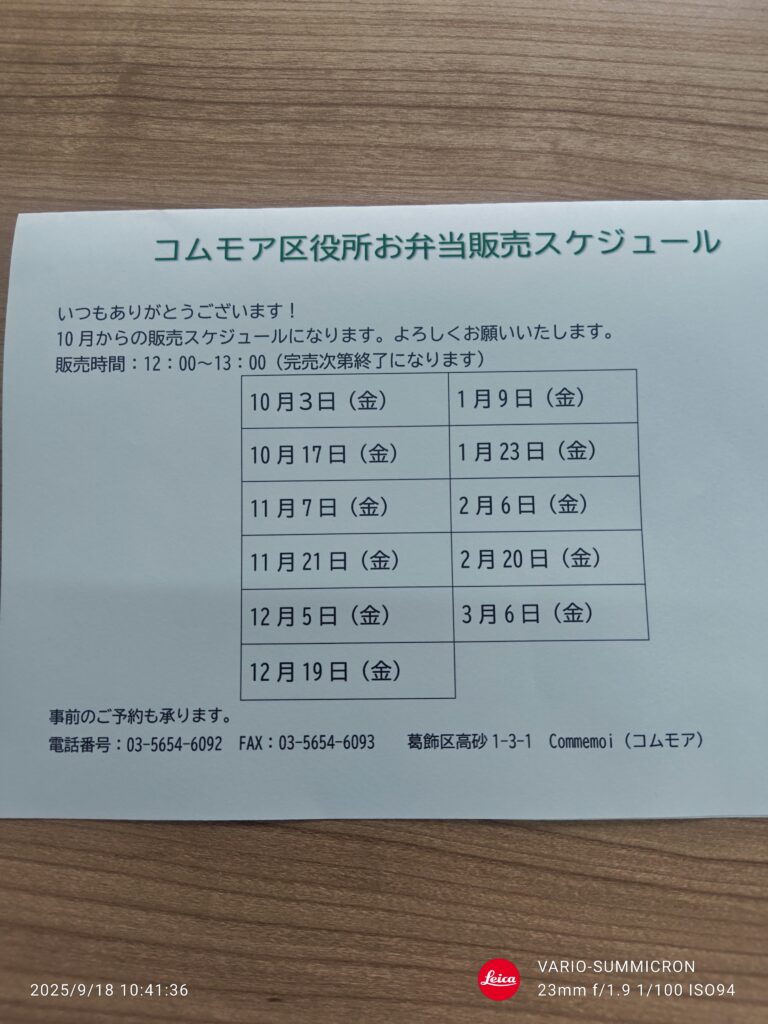 コムモア区役所お弁当販売スケジュール
いつもありがとうございます！
10月からの販売スケジュールになります。よろしくお願いいたします。
販売時間：12：00～13：00（完売次第終了になります）
10月3日（金） 1月9日（金）
10月17日（金） 1月23日（金）
11月7日（金） 2月6日（金）
11月21日（金） 2月20日（金）
12月5日（金） 3月6日（金）
12月19日（金）
事前のご予約も承ります。
電話番号：03-5654-6092 FAX：03-5654-6093 葛飾区高砂1-3-1 Commemoi（コムモア）
2025/9/18 10:41:36
Leica
VARIO-SUMMICRON
23mm f/1.9 1/100 ISO94